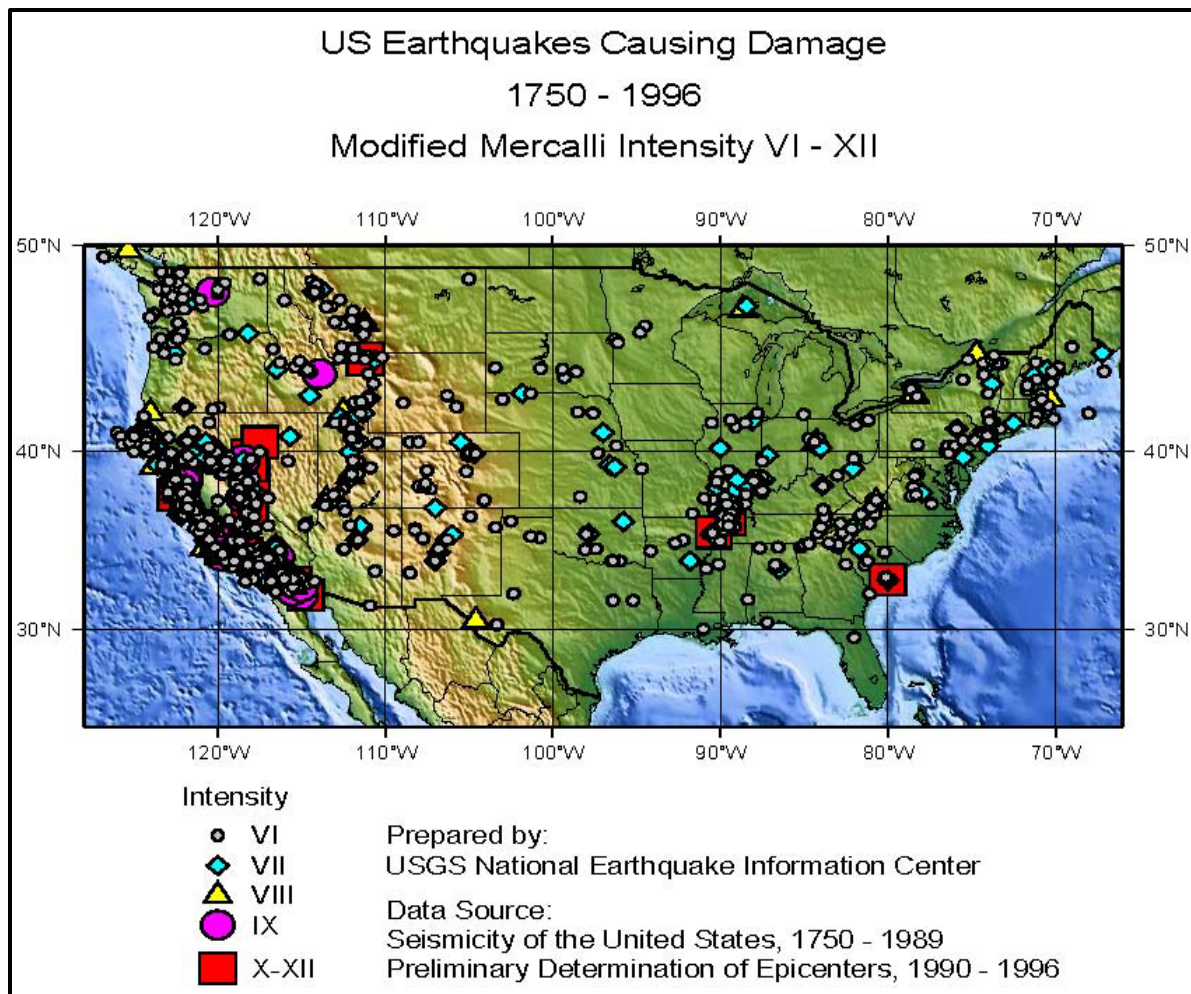 US Earthquakes Causing Damage
1750 - 1996
Modified Mercalli Intensity VI - XII
120°W 110°W 100°W 90°W 80°W 70°W
50°N 50°N
40°N 40°N
30°N 30°N
120°W 110°W 100°W 90°W 80°W 70°W
Intensity
VI Prepared by:
VII USGS National Earthquake Information Center
VIII
IX Data Source:
Seismicity of the United States, 1750 - 1989
X-XII Preliminary Determination of Epicenters, 1990 - 1996